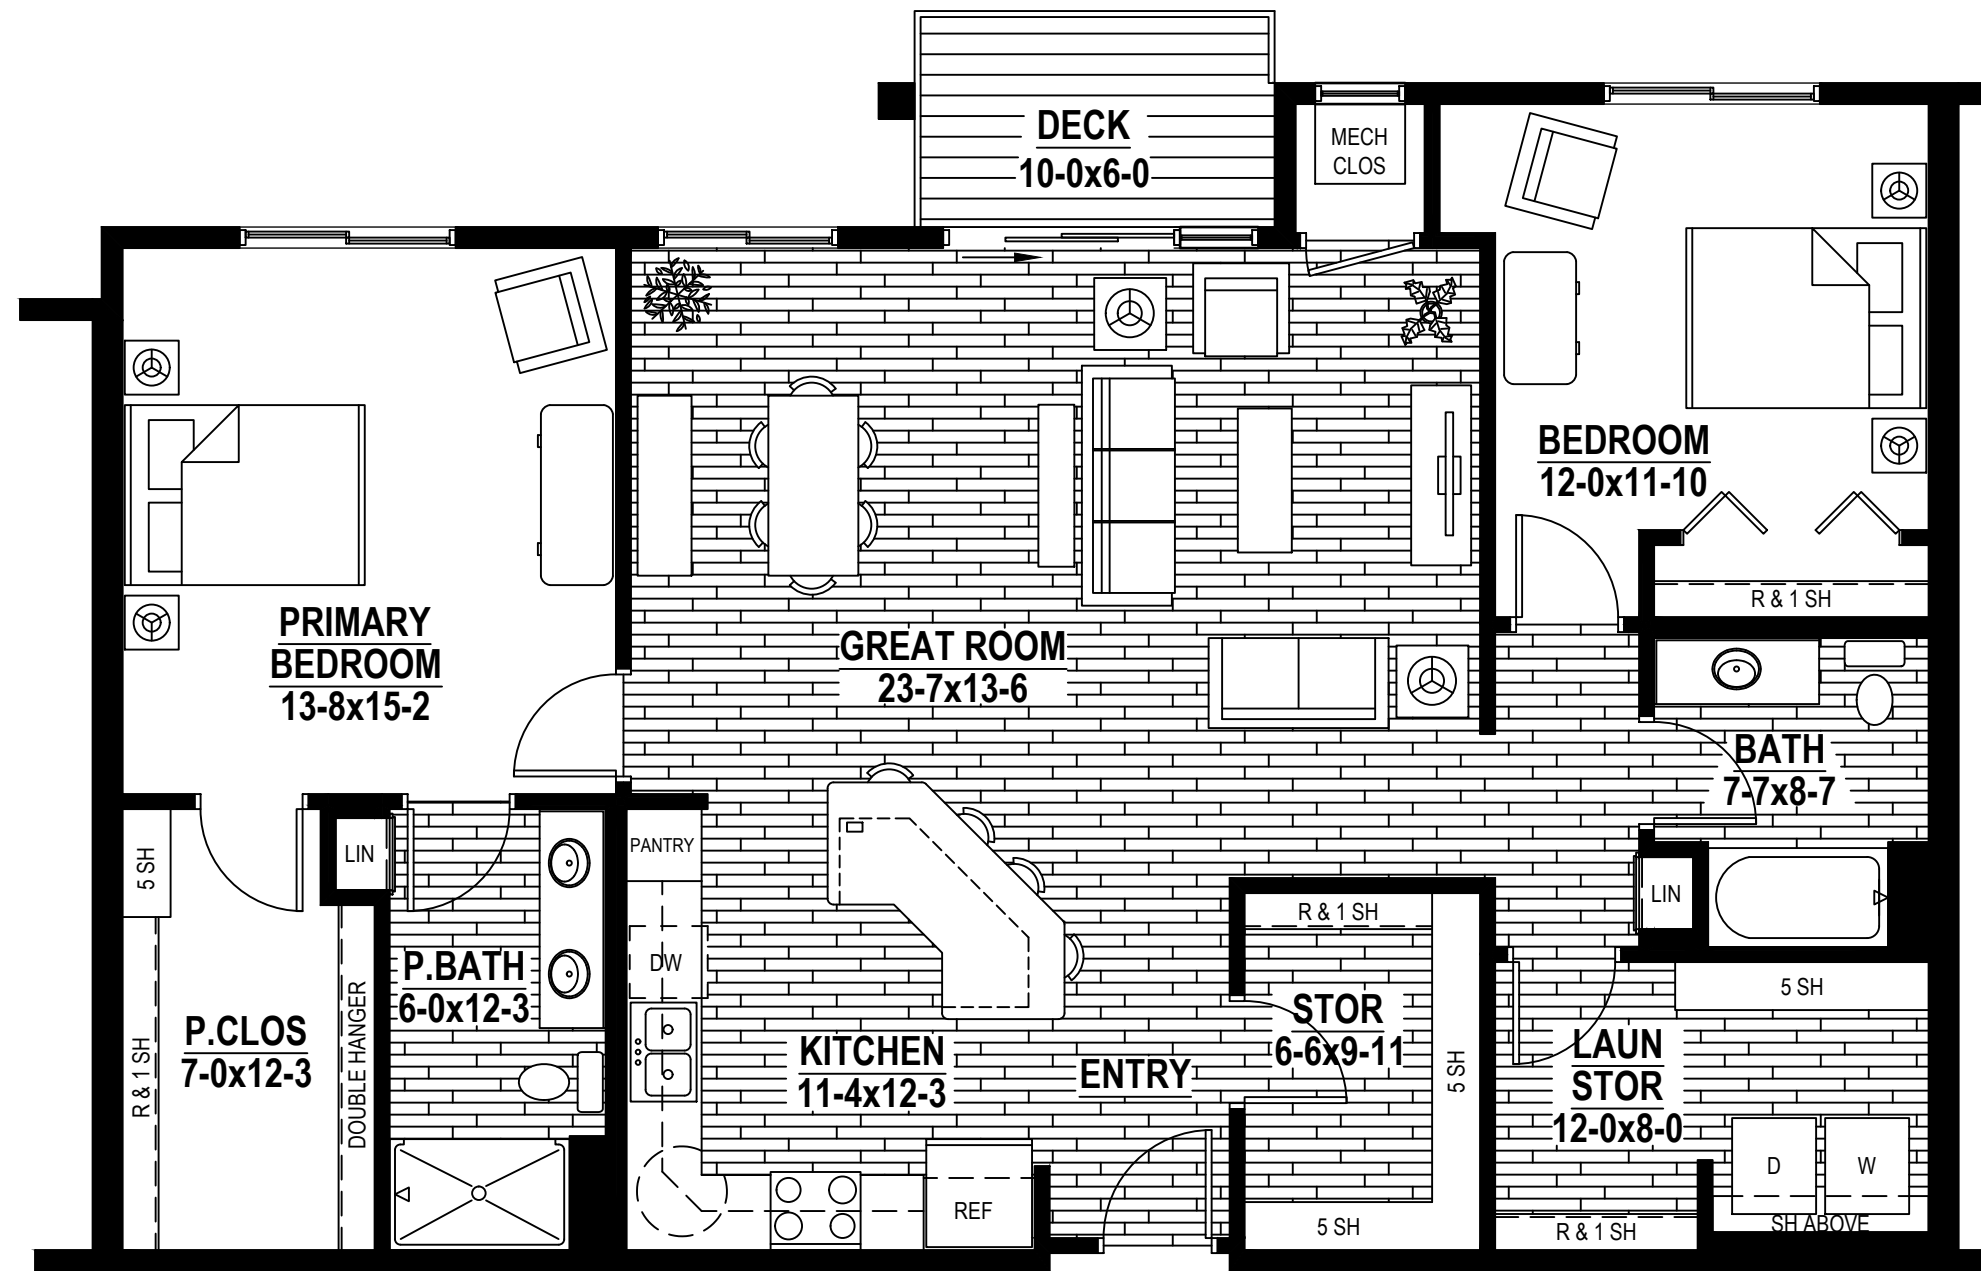 DECK
10-0x6-0
MECH
CLOS
BEDROOM
12-0x11-10
R & 1 SH
PRIMARY
BEDROOM
13-8x15-2
GREAT ROOM
23-7x13-6
BATH
7-7x8-7
5 SH
LIN
PANTRY
LIN
R & 1 SH
DW
P.BATH
6-0x12-3
P.CLOS
7-0x12-3
R & 1 SH
DOUBLE HANGER
KITCHEN
11-4x12-3
ENTRY
STOR
6-6x9-11
5 SH
5 SH
LAUN
STOR
12-0x8-0
D
W
REF
5 SH
R & 1 SH
SH ABOVE